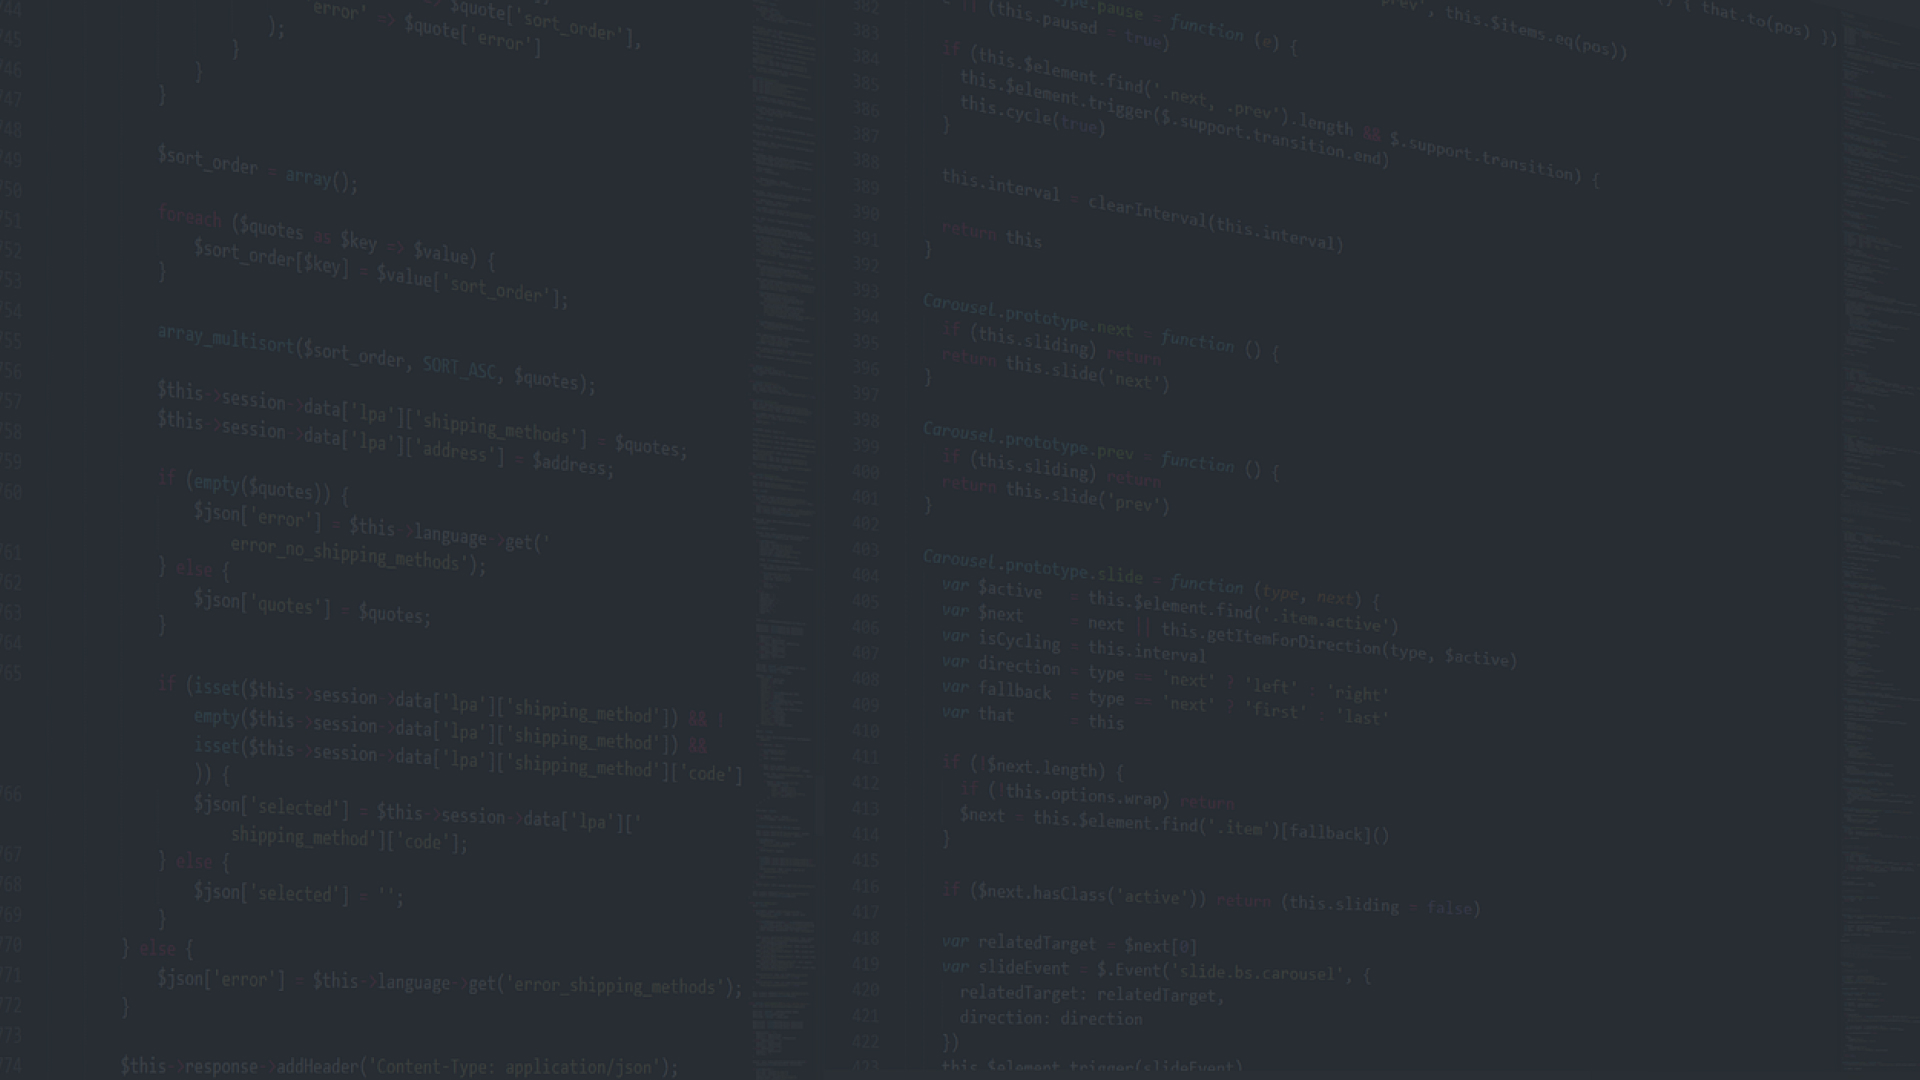 744
'error' => $quote['error']
$quote['sort_order'],
745
);
746
}
747
}
}
748
749
$sort_order = array();
750
751
foreach ($quotes as $key => $value) {
752
$sort_order[$key] = $value['sort_order'];
753
}
754
755
array_multisort($sort_order, SORT_ASC, $quotes);
756
757
$this->session->data['lpa']['shipping_methods'] = $quotes;
758
$this->session->data['lpa']['address'] = $address;
759
760
if (empty($quotes)) {
$json['error'] = $this->language->get('
error_no_shipping_methods');
761
} else {
762
$json['quotes'] = $quotes;
763
}
764
765
if (isset($this->session->data['lpa']['shipping_method']) &&
empty($this->session->data['lpa']['shipping_method']) &&
isset($this->session->data['lpa']['shipping_method']['code']
)) {
766
$json['selected'] = $this->session->data['lpa']['
shipping_method']['code'];
767
} else {
768
$json['selected'] = '';
769
}
770
} else {
771
$json['error'] = $this->language->get('error_shipping_methods');
772
}
773
774
$this->response->addHeader('Content-Type: application/json');
382
.pause = function (e) {
383
(this.paused = true)
384
385
if (this.$element.find('.next, .prev').length && $.support.transition) {
386
this.$element.trigger($.support.transition.end)
387
this.cycle(true)
388
}
389
390
this.interval = clearInterval(this.interval)
391
392
return this
393
}
394
395
Carousel.prototype.next = function () {
396
if (this.sliding) return
397
return this.slide('next')
398
}
399
400
Carousel.prototype.prev = function () {
401
if (this.sliding) return
402
return this.slide('prev')
403
}
404
405
Carousel.prototype.slide = function (type, next) {
406
var $active = this.$element.find('.item.active')
407
var $next = next || this.getItemForDirection(type, $active)
408
var isCycling = this.interval
409
var direction = type == 'next' ? 'left' : 'right'
410
var fallback = type == 'next' ? 'first' : 'last'
411
var that = this
412
413
if (!$next.length) {
414
if (!this.options.wrap) return
415
$next = this.$element.find('.item')[fallback]()
416
}
417
418
if ($next.hasClass('active')) return (this.sliding = false)
419
420
var relatedTarget = $next[0]
421
var slideEvent = $.Event('slide.bs.carousel', {
422
relatedTarget: relatedTarget,
423
direction: direction
})
this.$element.trigger(slideEvent)
this.$items.eq(pos))
{ that.to(pos) })